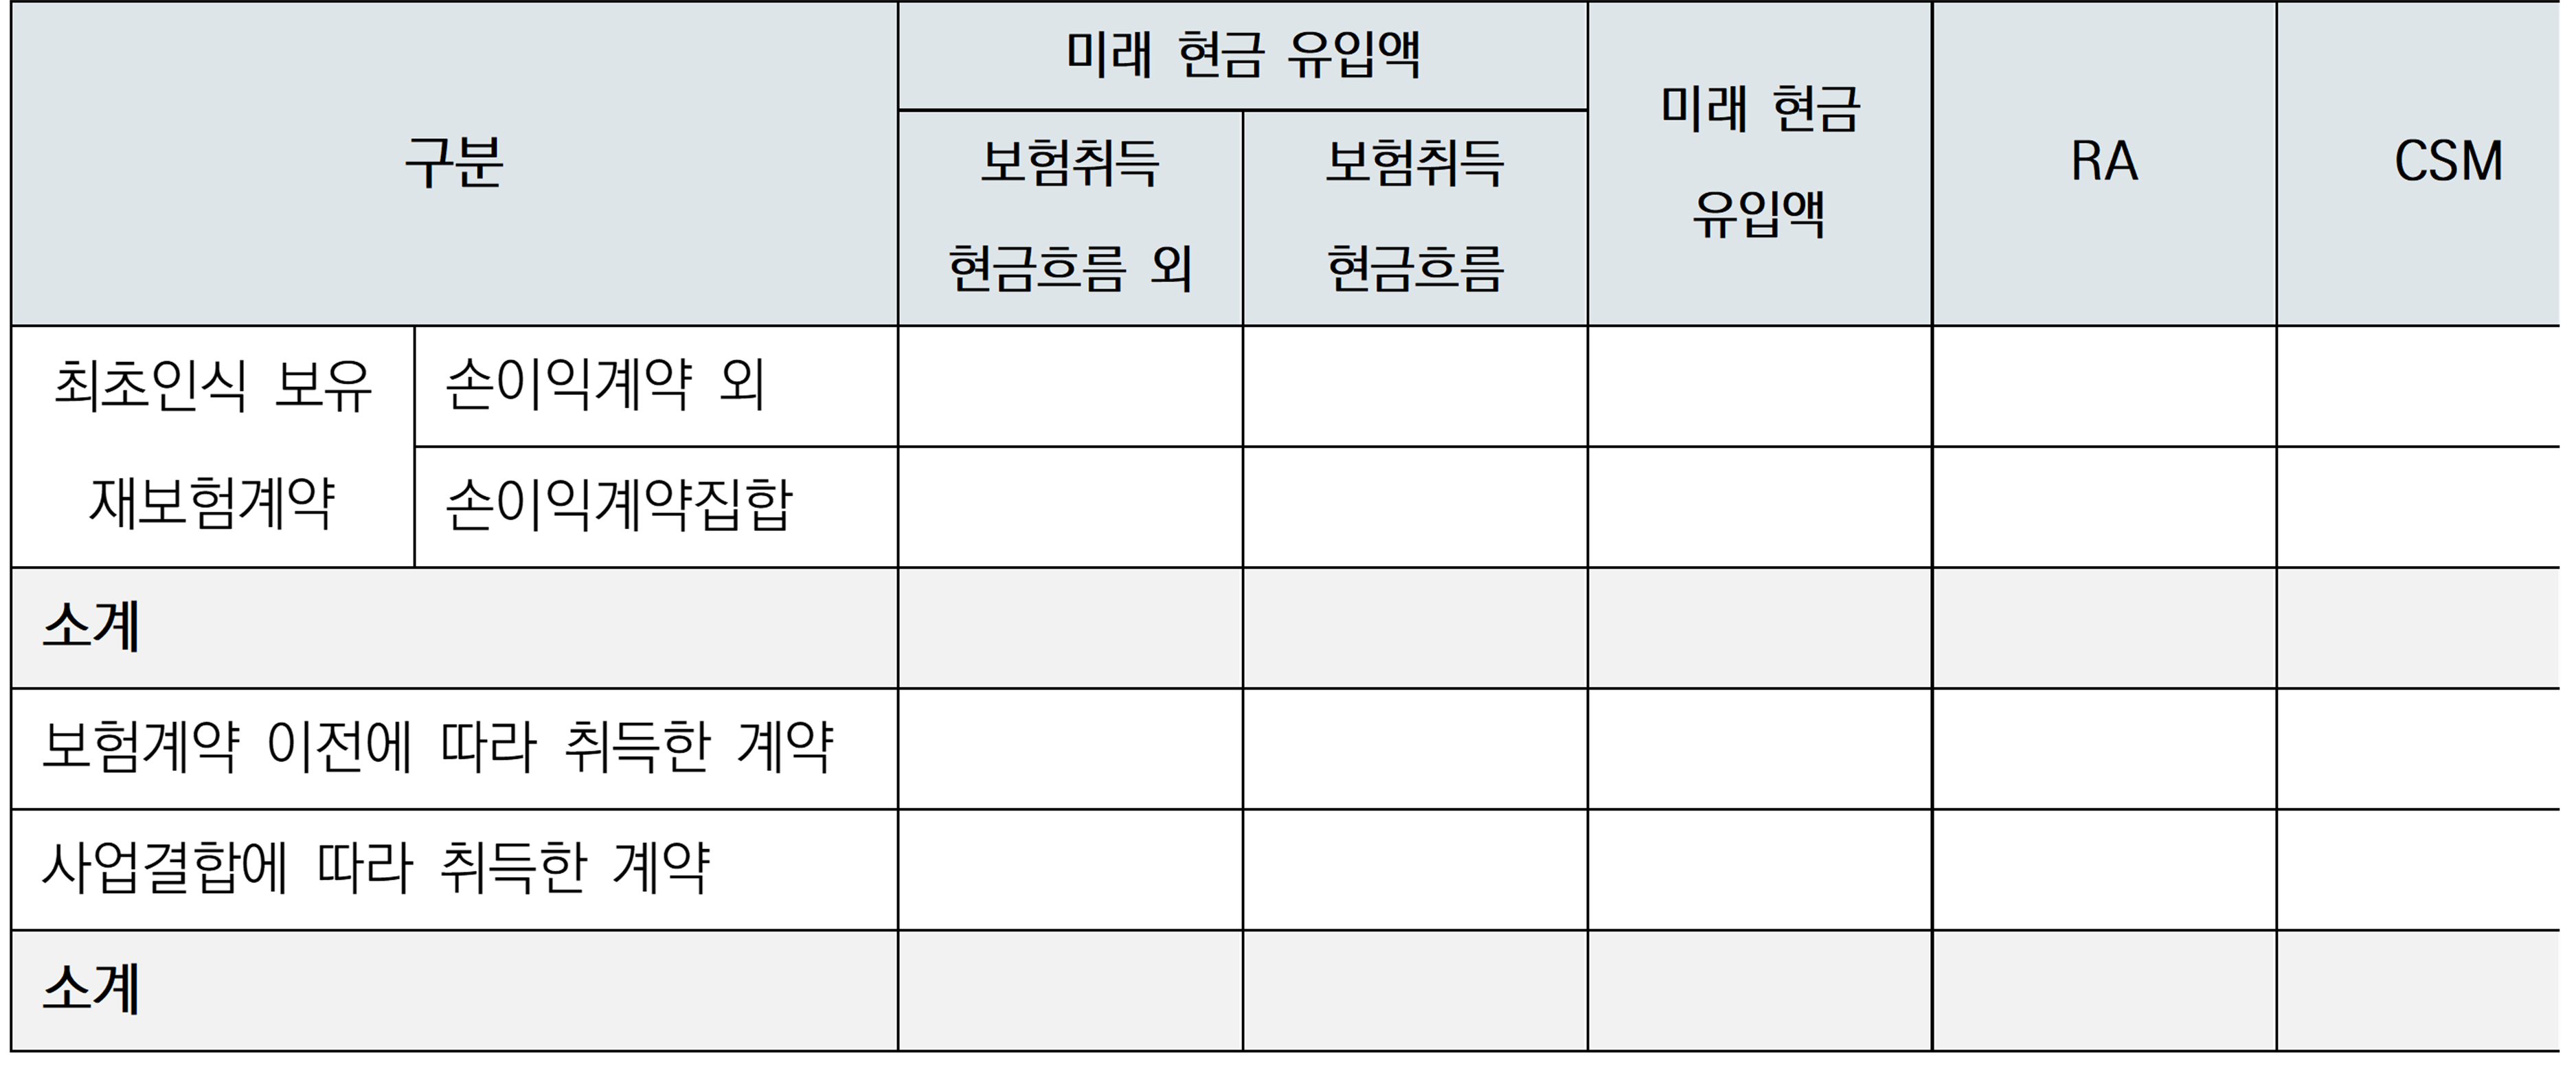 구분
미래 현금 유입액
보험취득
현금흐름 외
보험취득
현금흐름
미래 현금
유입액
RA
CSM
최초인식 보유
재보험계약
손이익계약 외
손이익계약집합
소계
보험계약 이전에 따라 취득한 계약
사업결합에 따라 취득한 계약
소계